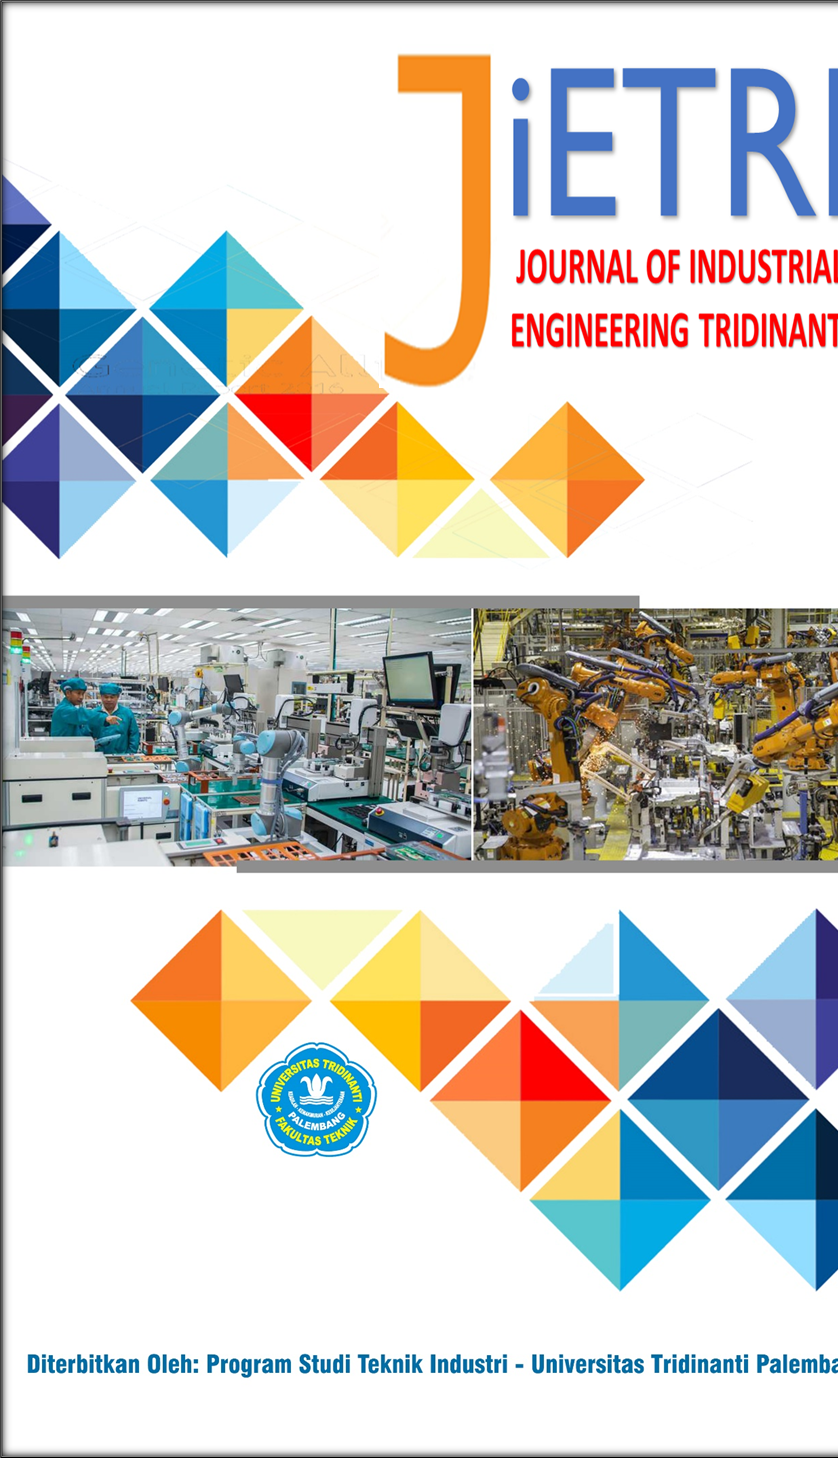 JiETRI
JOURNAL OF INDUSTRIAL
ENGINEERING TRIDINANT
UNIVERSITAS TRIDINANTI
PALEMBANG
FAKULTAS TEKNIK
Diterbitkan Oleh: Program Studi Teknik Industri - Universitas Tridinanti Palemba